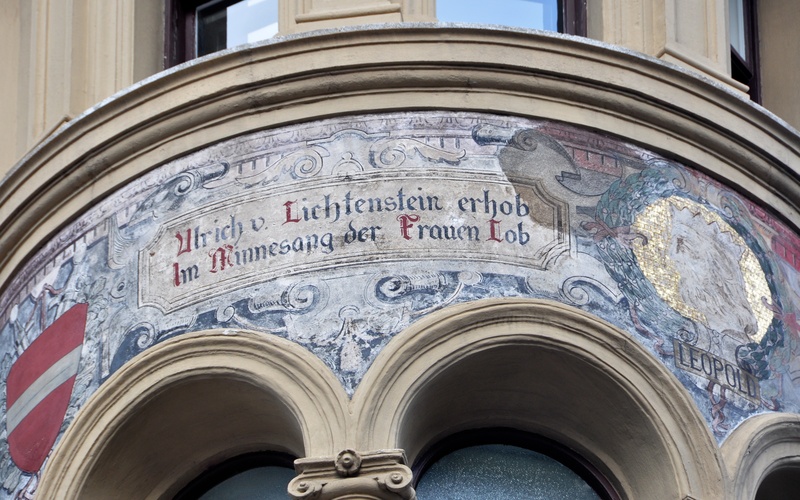 Ulrich v. Lichtenstein erhob
Im Minnesang der Frauen Lob
LEOPOLD